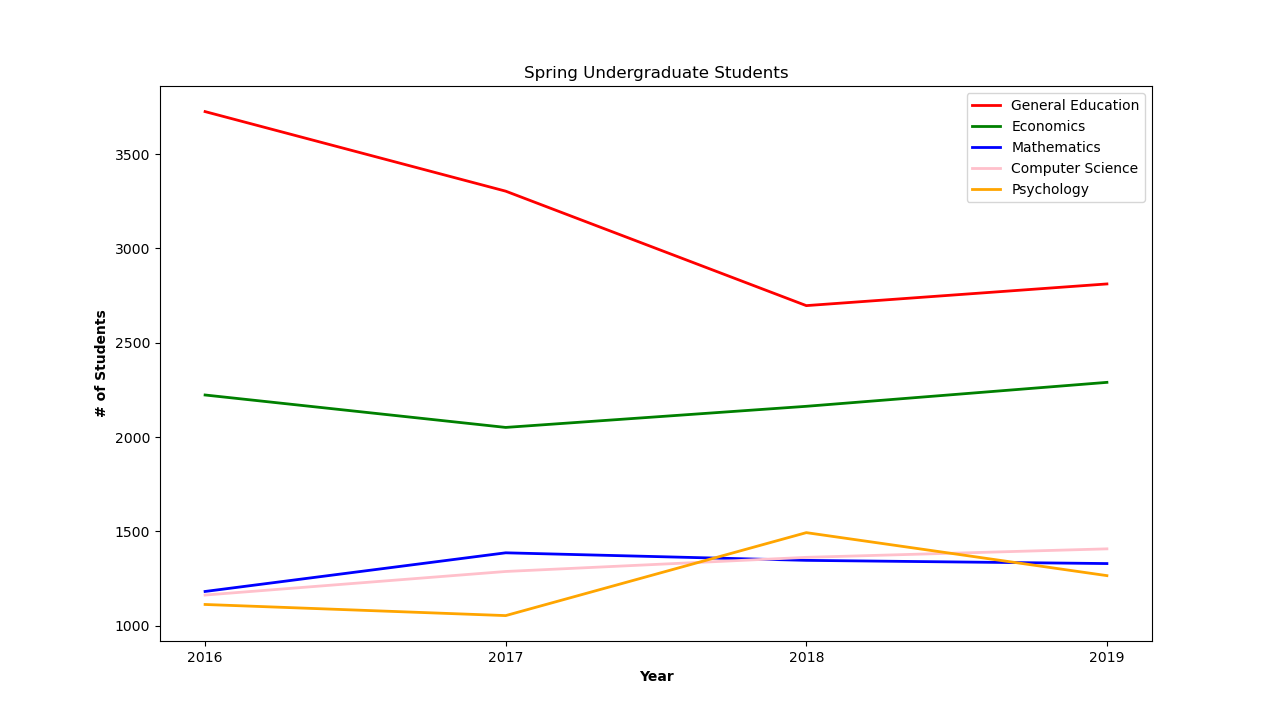 Spring Undergraduate Students
General Education
Economics
Mathematics
Computer Science
Psychology
3500
3000
2500
2000
1500
1000
# of Students
2016 2017 2018 2019
Year